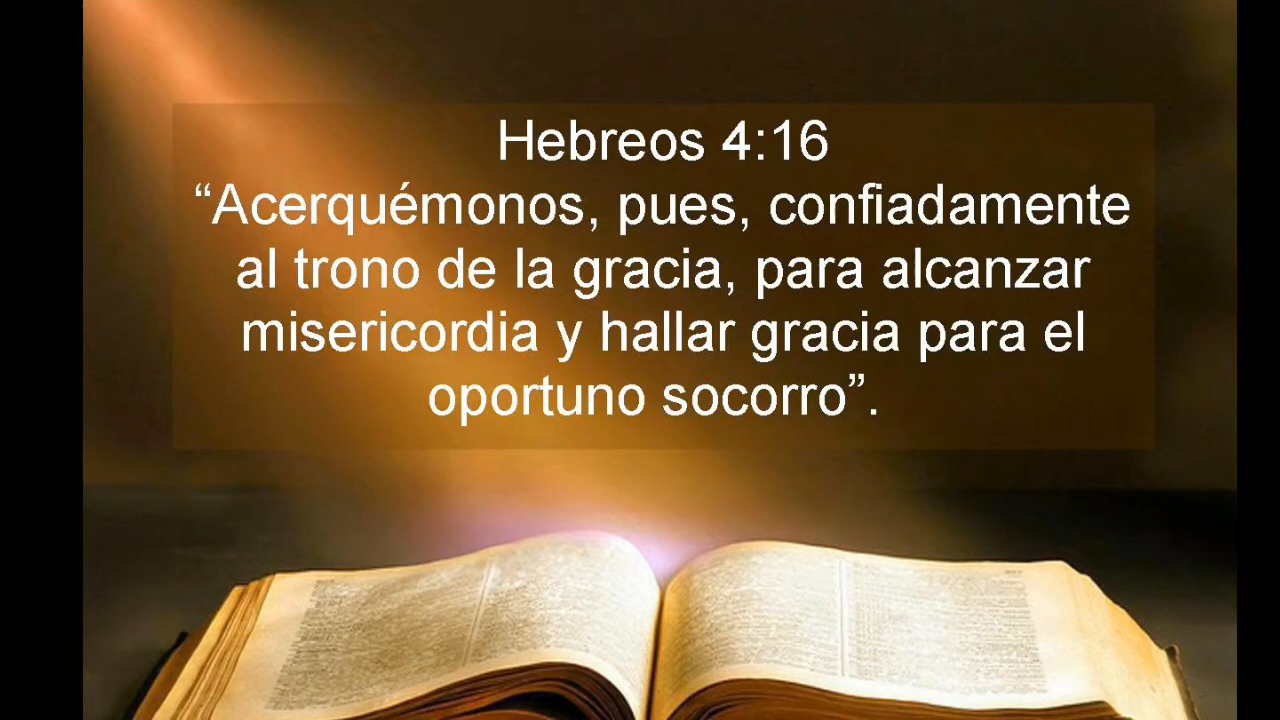 Hebreos 4:16
“Acerquémonos, pues, confiadamente
al trono de la gracia, para alcanzar
misericordia y hallar gracia para el
oportuno socorro”.